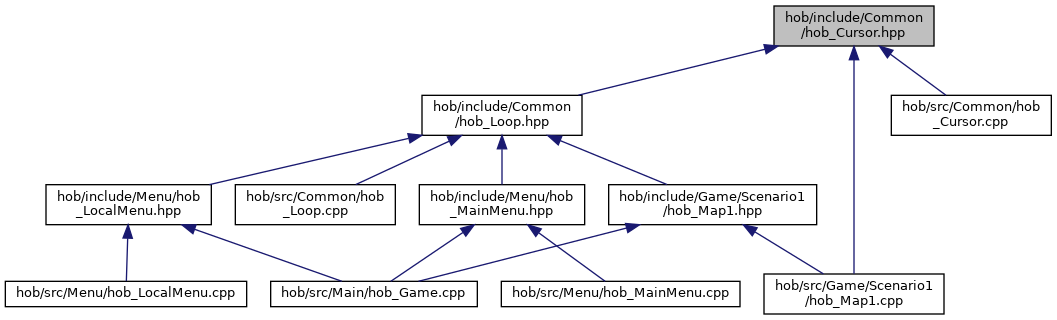 hob/include/Common
/hob_Cursor.hpp
hob/include/Common
/hob_Loop.hpp
hob/src/Common/hob
_Cursor.cpp
hob/include/Menu/hob
_LocalMenu.hpp
hob/src/Common/hob
_Loop.cpp
hob/include/Menu/hob
_MainMenu.hpp
hob/include/Game/Scenario1
/hob_Map1.hpp
hob/src/Menu/hob_LocalMenu.cpp
hob/src/Main/hob_Game.cpp
hob/src/Menu/hob_MainMenu.cpp
hob/src/Game/Scenario1
/hob_Map1.cpp